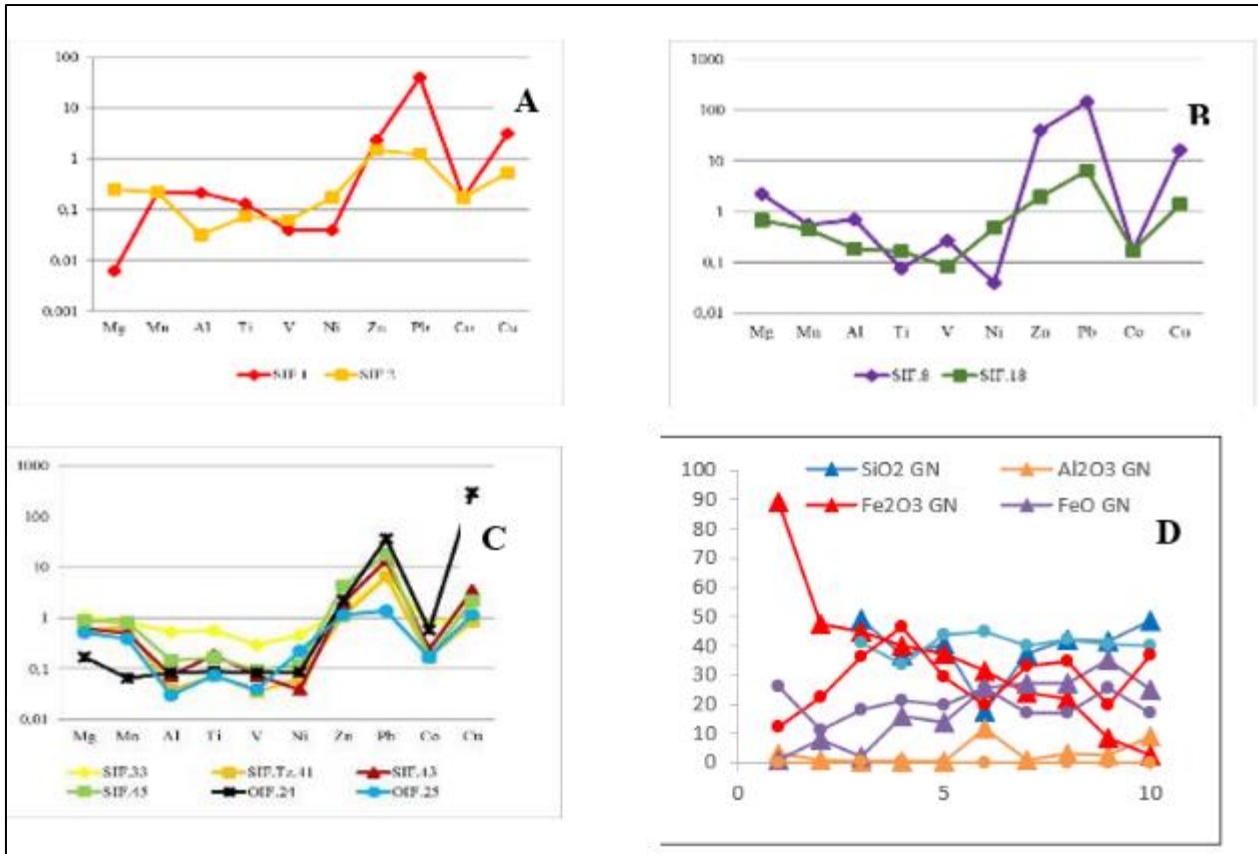 100
10
1
0.1
0.01
0.001
Mg Mn Al Ti V Ni Zn Pb Co Cu
SIF.1 SIF.3
A
1000
100
10
1
0.1
0.01
Mg Mn Al Ti V Ni Zn Pb Co Cu
SIF.8 SIF.18
B
1000
100
10
1
0.1
0.01
Mg Mn Al Ti V Ni Zn Pb Co Cu
SIF.33 SIF.Tz.41 SIF.43
SIF.45 OIF.24 OIF.25
C
100
90
80
70
60
50
40
30
20
10
0
0 5 10
SiO2 GN Al2O3 GN
Fe2O3 GN FeO GN
D